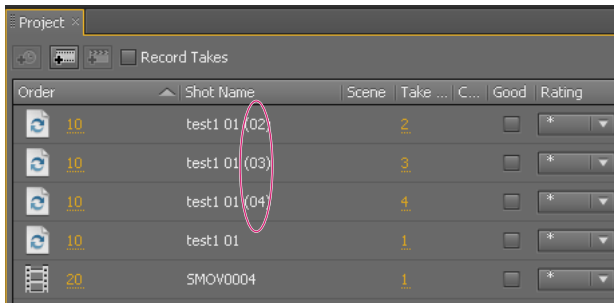 Project ×
Record Takes
Order Shot Name Scene Take ... C... Good Rating
10 test1 01 (02) 2 *
10 test1 01 (03) 3 *
10 test1 01 (04) 4 *
10 test1 01 1 *
20 SMOV0004 1 *